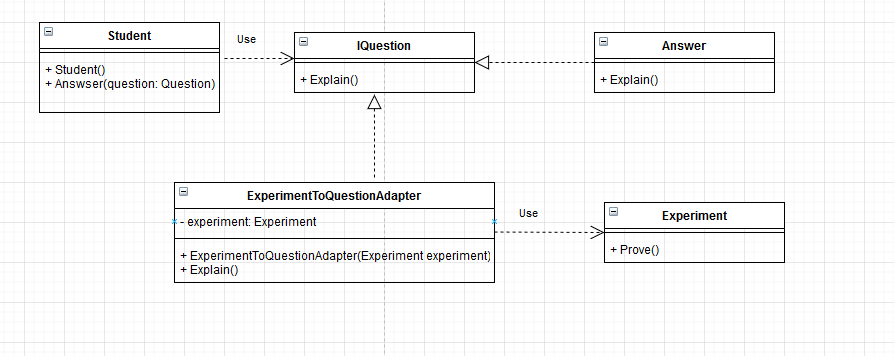 Student
+ Student()
+ Answser(question: Question)
Use
IQuestion
+ Explain()
Answer
+ Explain()
ExperimentToQuestionAdapter
- experiment: Experiment
+ ExperimentToQuestionAdapter(Experiment experiment)
+ Explain()
Use
Experiment
+ Prove()